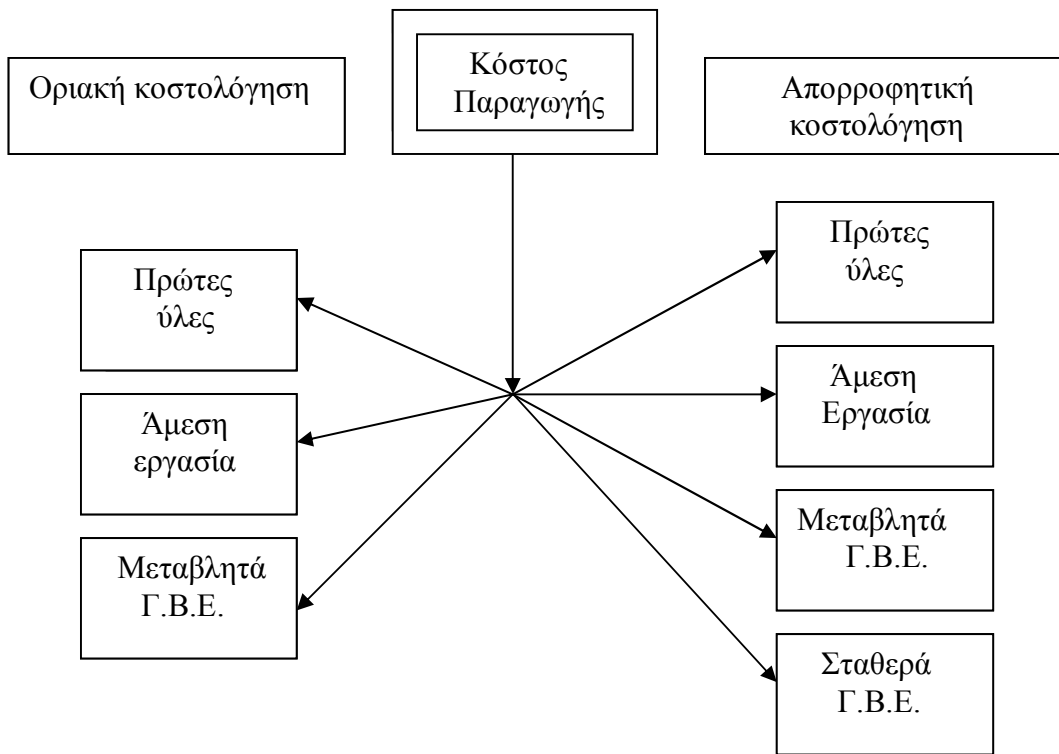 Οριακή κοστολόγηση
Κόστος
Παραγωγής
Απορροφητική
κοστολόγηση
Πρώτες
ύλες
Άμεση
εργασία
Μεταβλητά
Γ.Β.Ε.
Πρώτες
ύλες
Άμεση
Εργασία
Μεταβλητά
Γ.Β.Ε.
Σταθερά
Γ.Β.Ε.